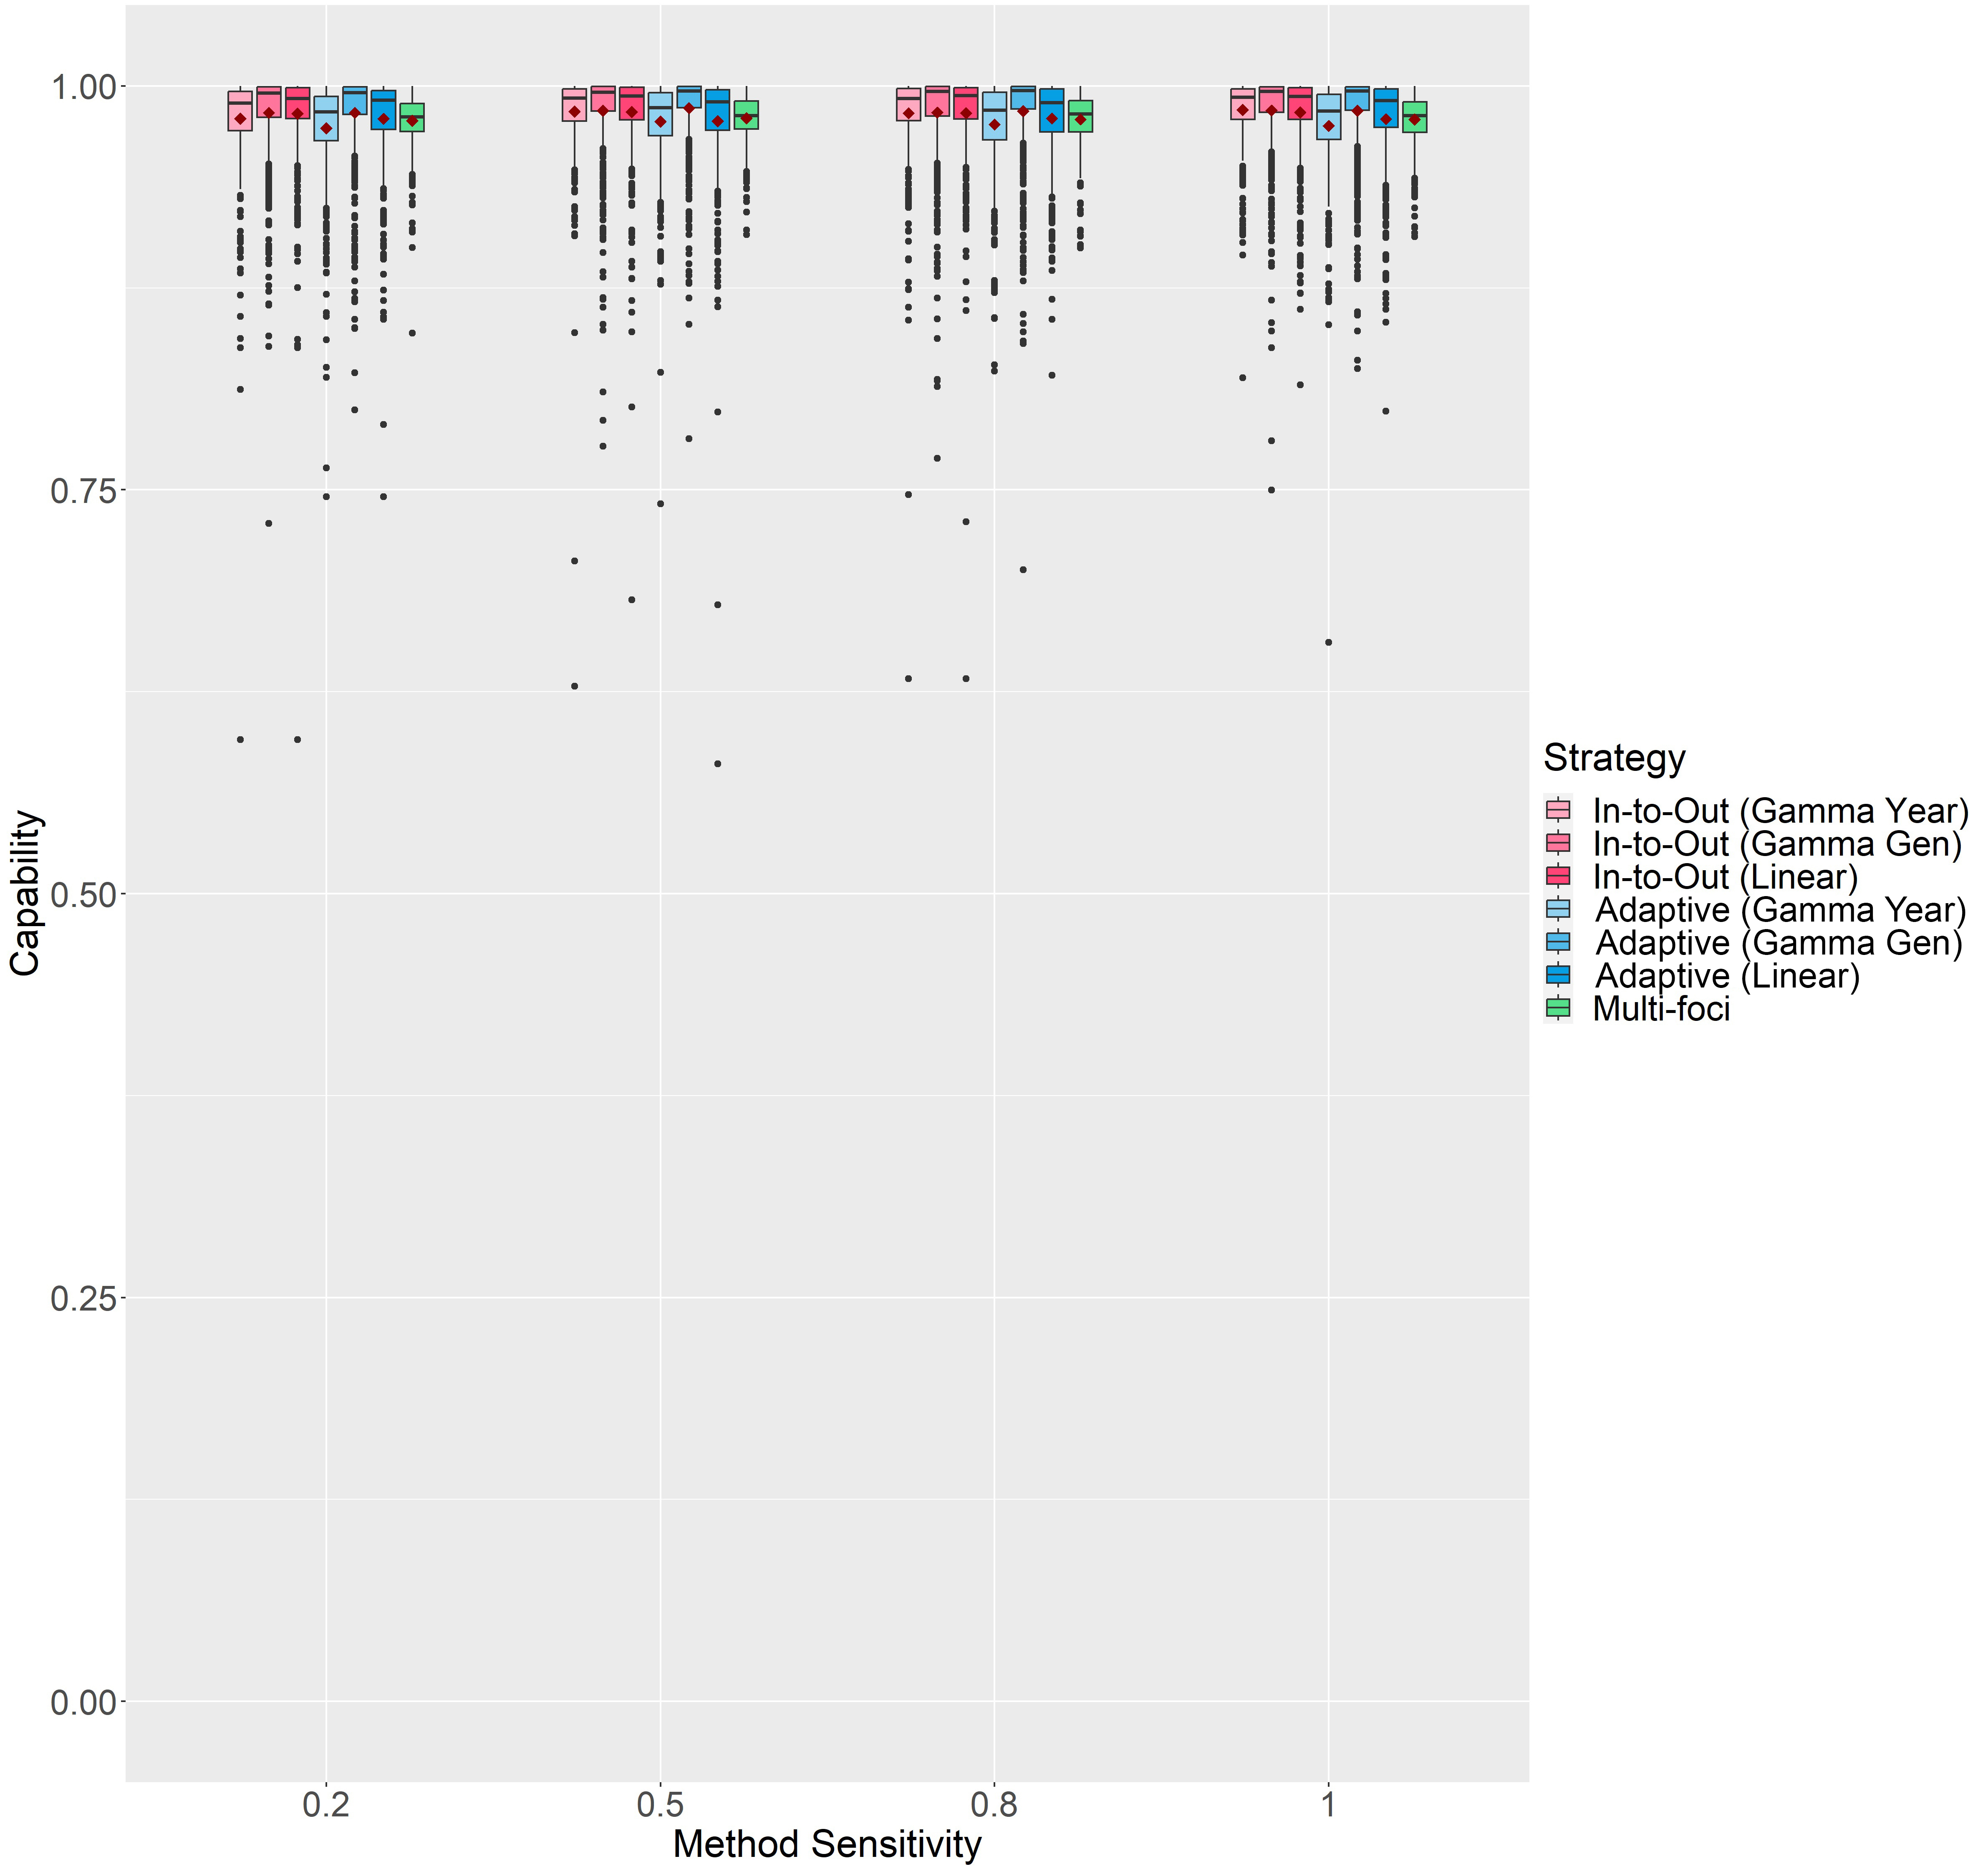 1.00
0.75
0.50
0.25
0.00
Capability
0.2 0.5 0.8 1
Method Sensitivity
Strategy
In-to-Out (Gamma Year)
In-to-Out (Gamma Gen)
In-to-Out (Linear)
Adaptive (Gamma Year)
Adaptive (Gamma Gen)
Adaptive (Linear)
Multi-foci